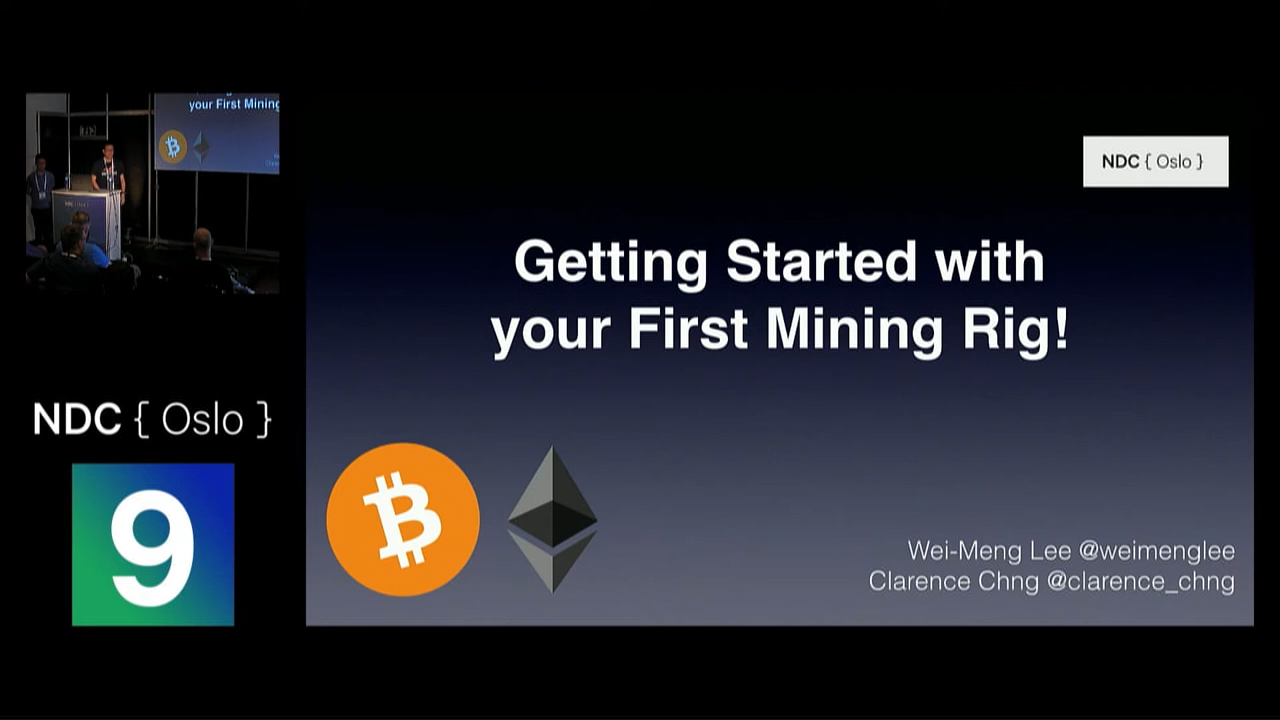 your First Mining
NDC { Oslo }
9
NDC { Oslo }
Getting Started with
your First Mining Rig!
Wei-Meng Lee @weimenglee
Clarence Chng @clarence_chng